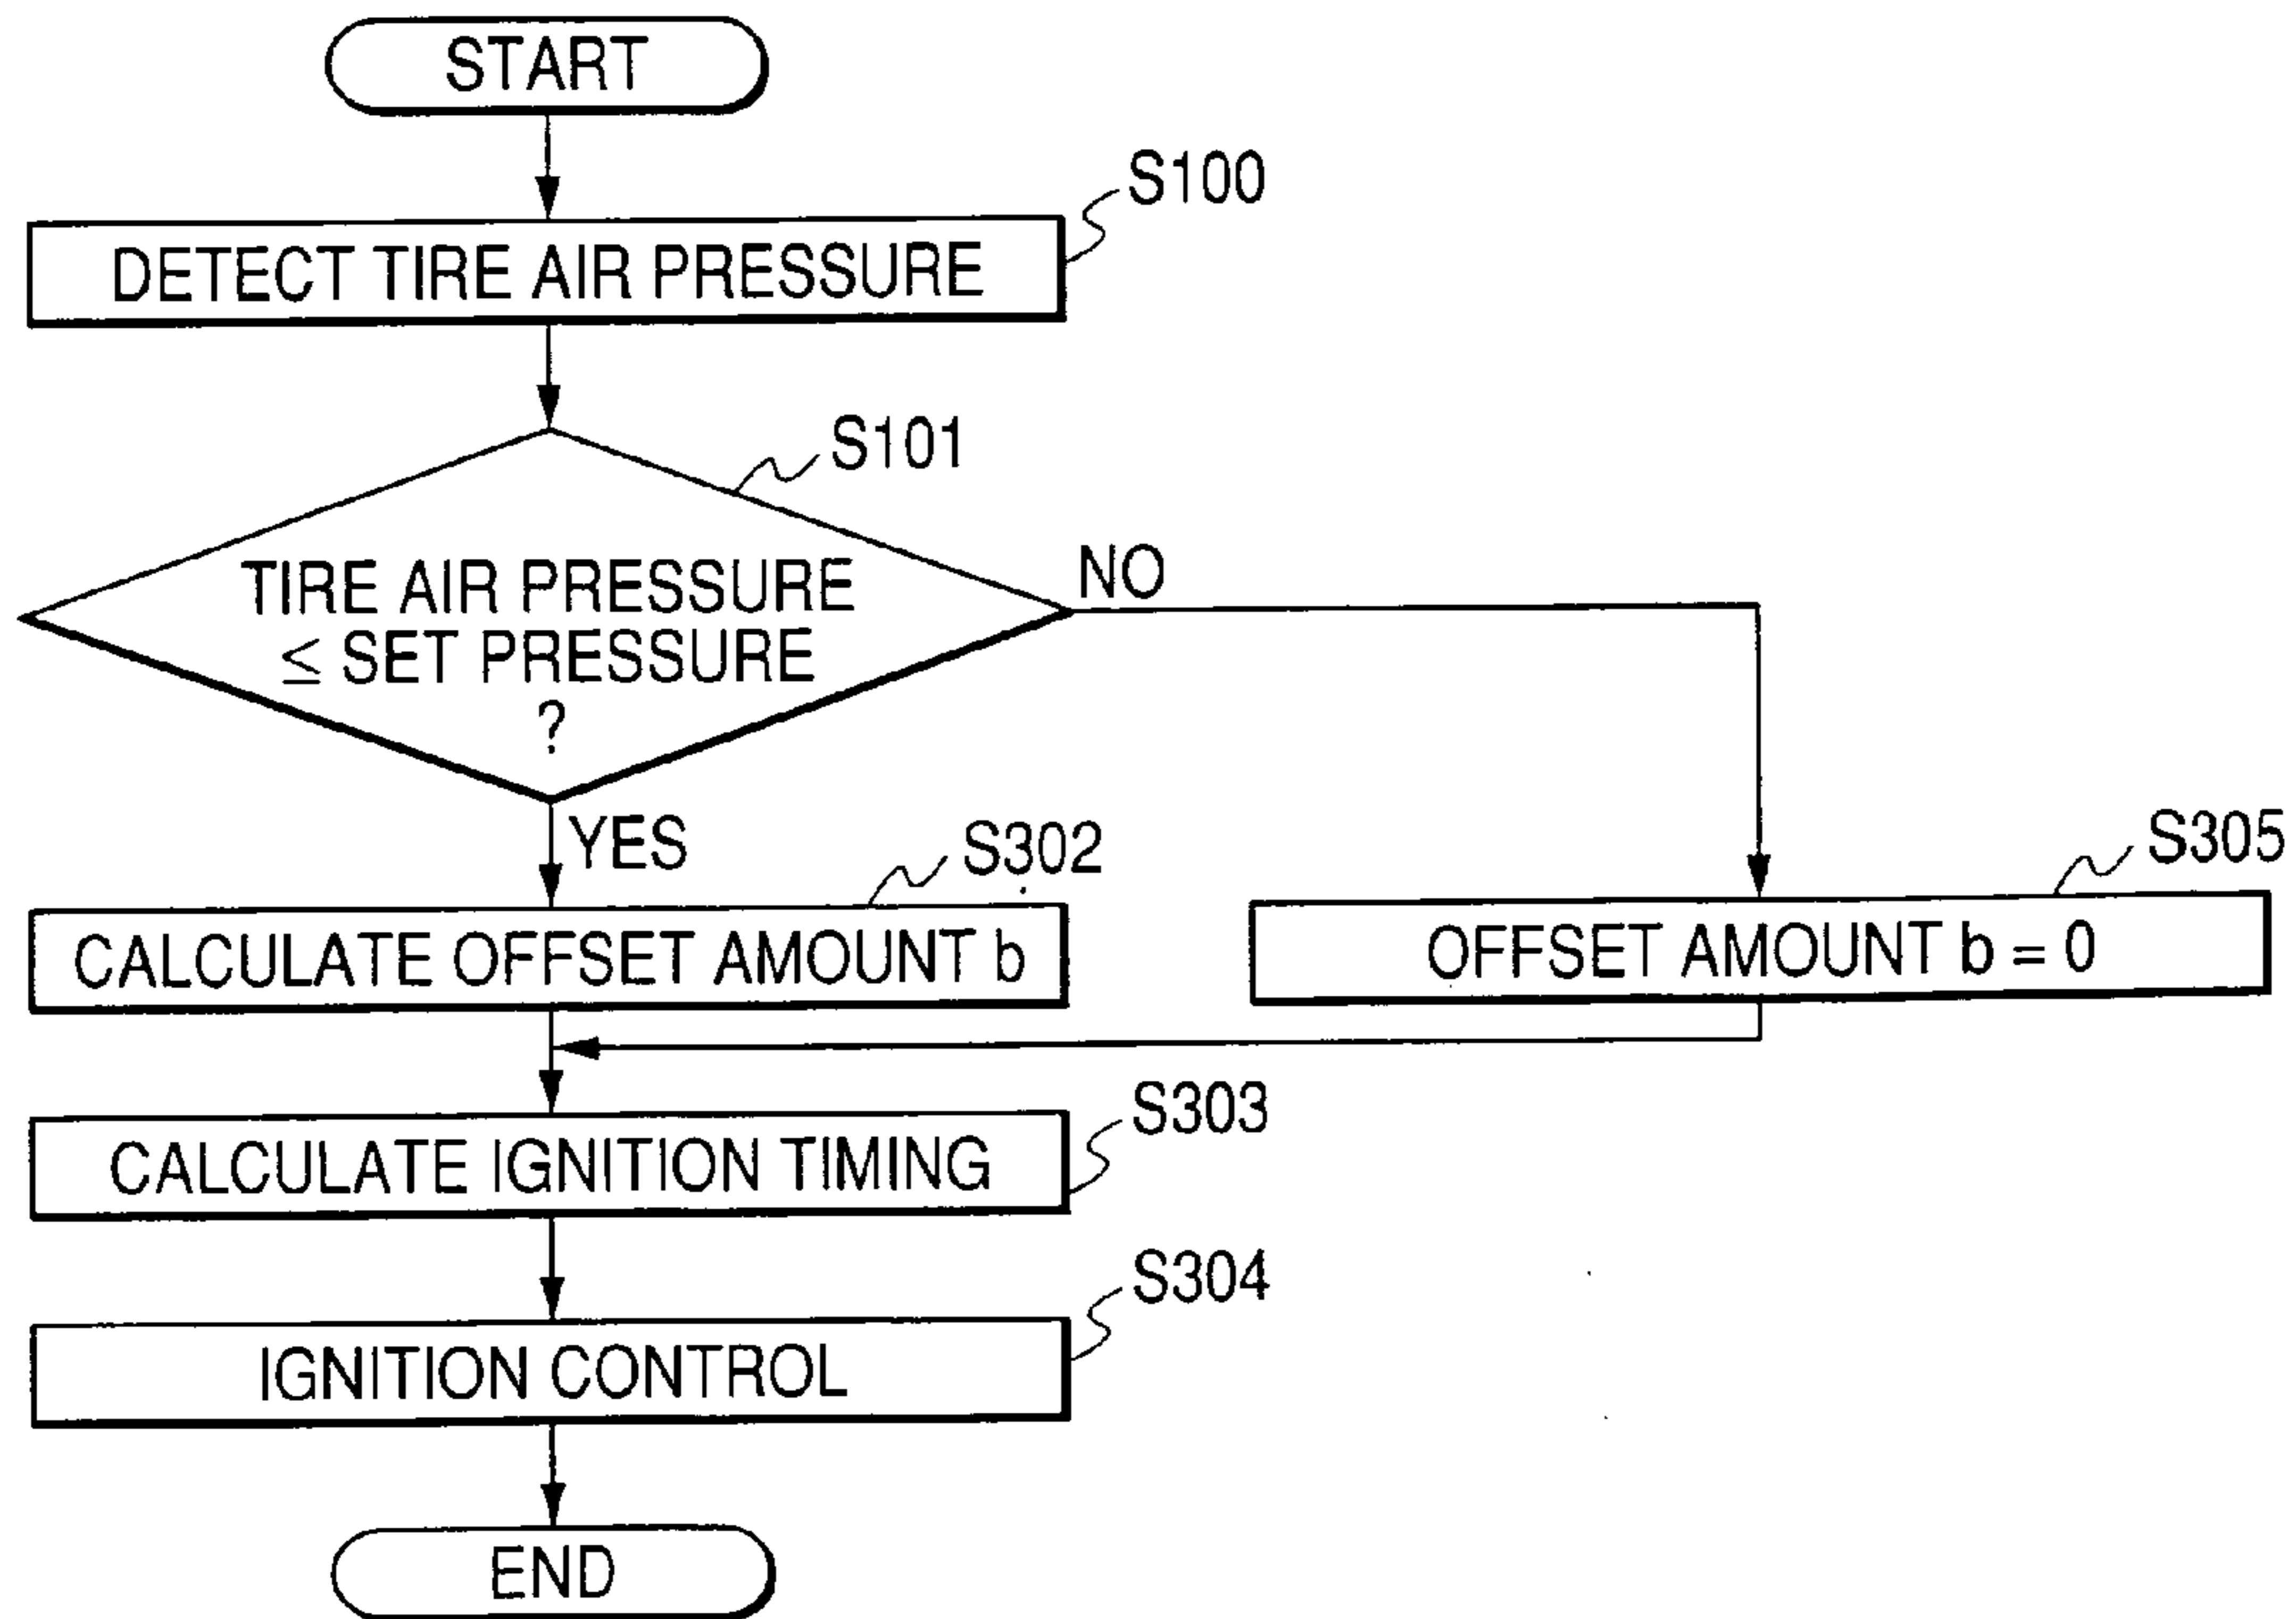 START
S100
DETECT TIRE AIR PRESSURE
S101
TIRE AIR PRESSURE
≦ SET PRESSURE
?
NO
YES
S302
CALCULATE OFFSET AMOUNT b
S305
OFFSET AMOUNT b = 0
S303
CALCULATE IGNITION TIMING
S304
IGNITION CONTROL
END